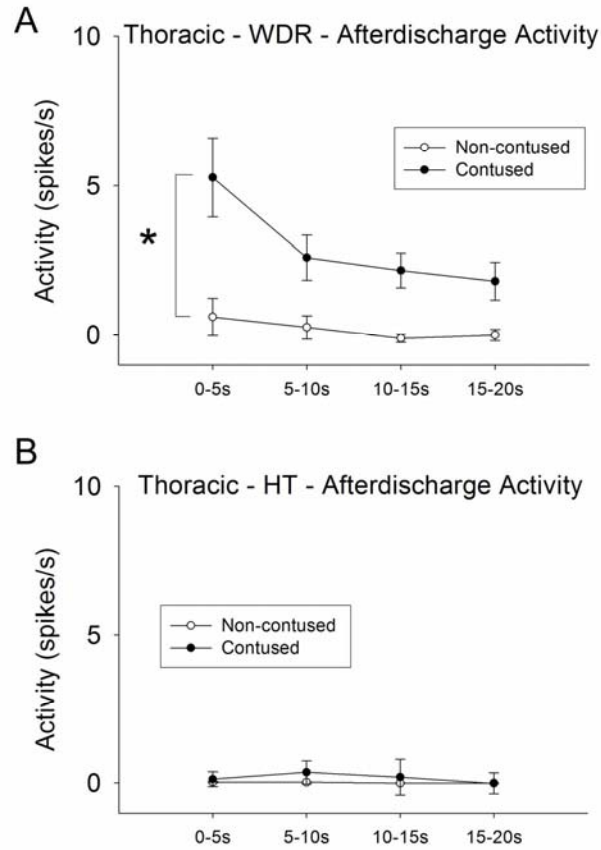 A
Thoracic - WDR - Afterdischarge Activity
10
5
0
Activity (spikes/s)
Non-contused
Contused
*
0-5s 5-10s 10-15s 15-20s
B
Thoracic - HT - Afterdischarge Activity
10
5
0
Activity (spikes/s)
Non-contused
Contused
0-5s 5-10s 10-15s 15-20s